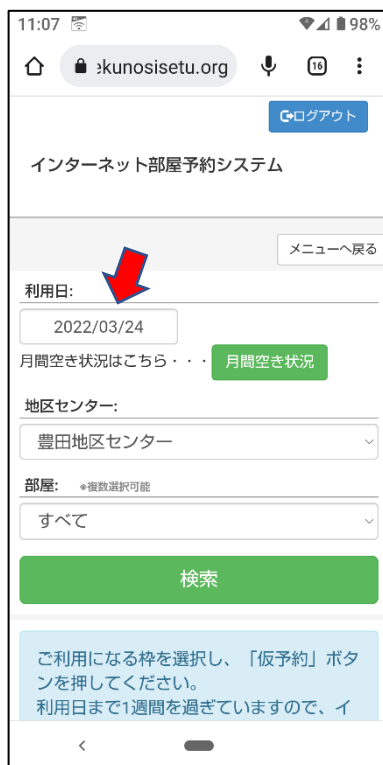 11:07 98%
ekunosisetu.org 16
ログアウト
インターネット部屋予約システム
メニューへ戻る
利用日:
2022/03/24
月間空き状況はこちら・・・ 月間空き状況
地区センター:
豊田地区センター
部屋: ※複数選択可能
すべて
検索
ご利用になる枠を選択し、「仮予約」ボタ
ンを押してください。
利用日まで1週間を過ぎていますので、イ